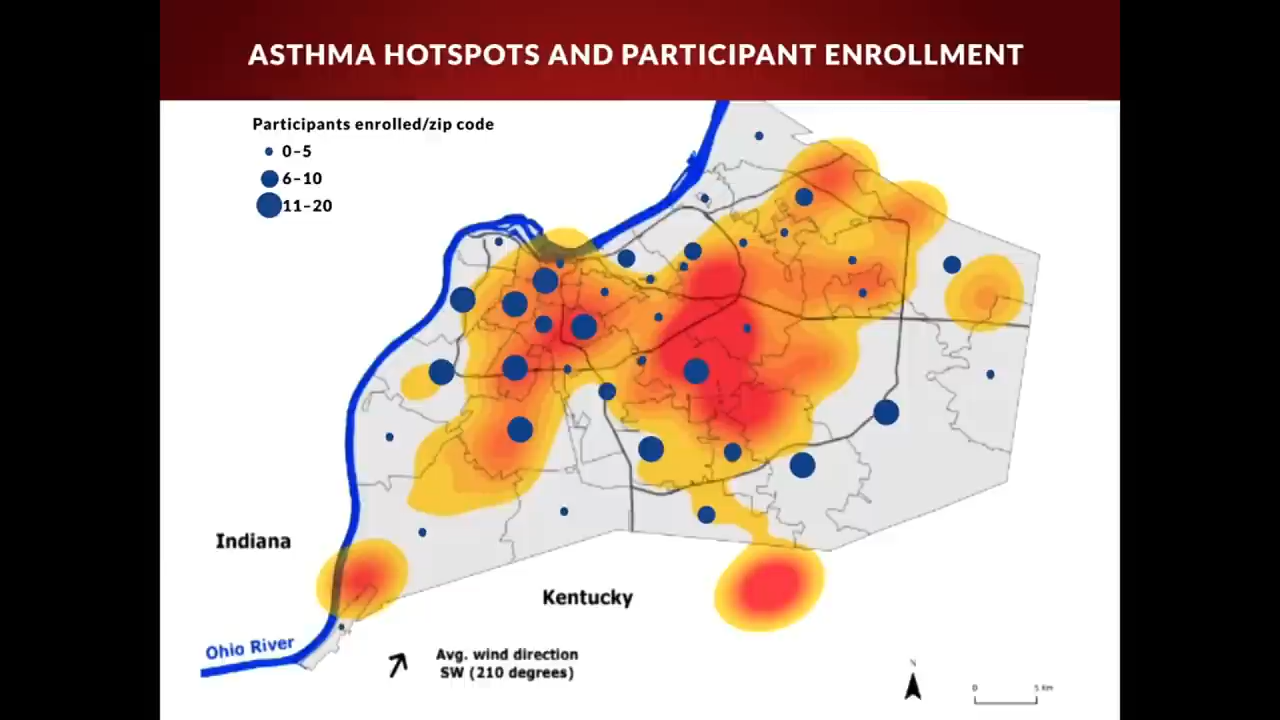 ASTHMA HOTSPOTS AND PARTICIPANT ENROLLMENT
Participants enrolled/zip code
0–5
6–10
11–20
Indiana
Kentucky
Ohio River
Avg. wind direction
SW (210 degrees)
N
0 5 Km